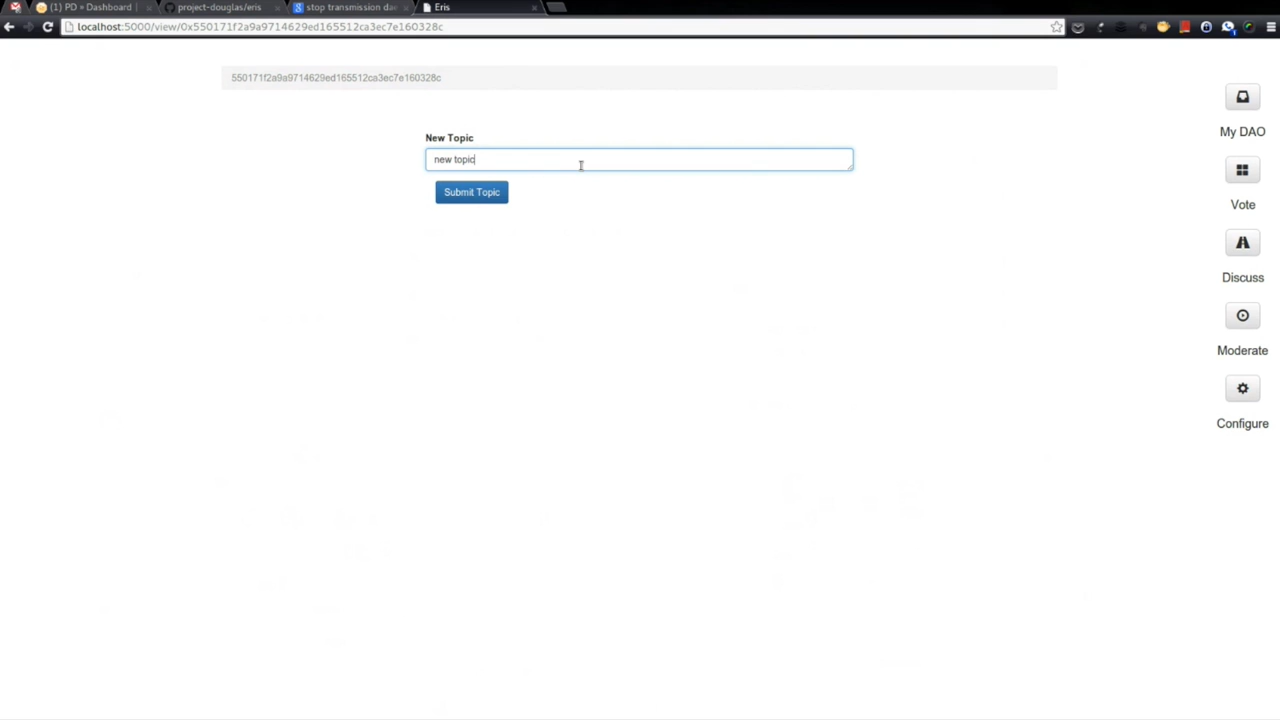 (1) PD » Dashboard
project-douglas/eris
stop transmission dae
Eris
localhost:5000/view/0x550171f2a9a9714629ed165512ca3ec7e160328c
550171f2a9a9714629ed165512ca3ec7e160328c
New Topic
new topic
Submit Topic
My DAO
Vote
Discuss
Moderate
Configure